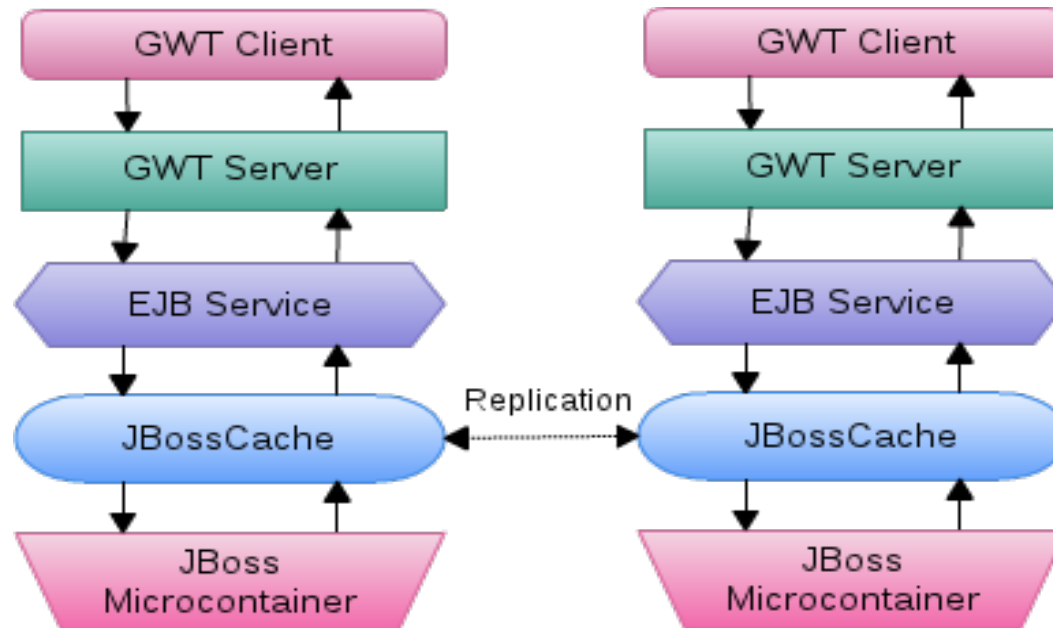 GWT Client
GWT Client
GWT Server
GWT Server
EJB Service
EJB Service
Replication
JBossCache
JBossCache
JBoss
Microcontainer
JBoss
Microcontainer